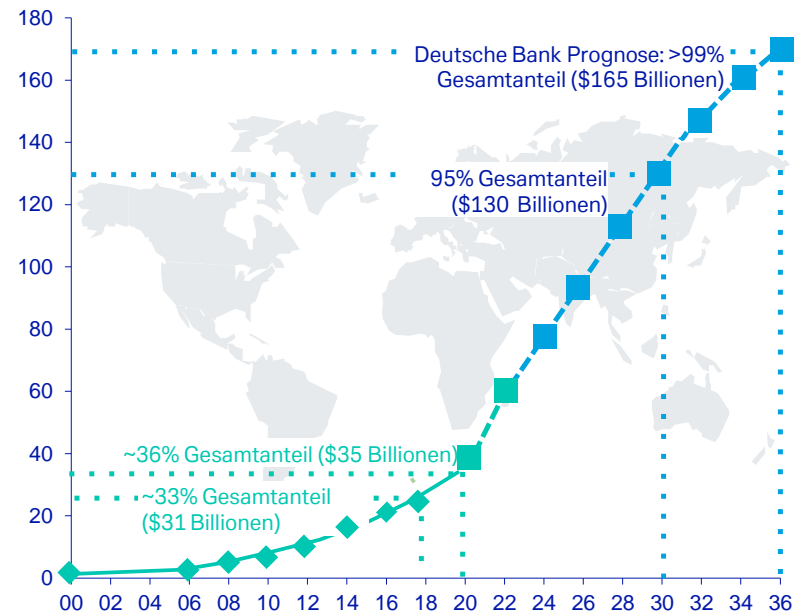 180
160
140
120
100
80
60
40
20
0
Deutsche Bank Prognose: >99%
Gesamtanteil ($165 Billionen)
95% Gesamtanteil
($130 Billionen)
~36% Gesamtanteil ($35 Billionen)
~33% Gesamtanteil
($31 Billionen)
00 02 04 06 08 10 12 14 16 18 20 22 24 26 28 30 32 34 36